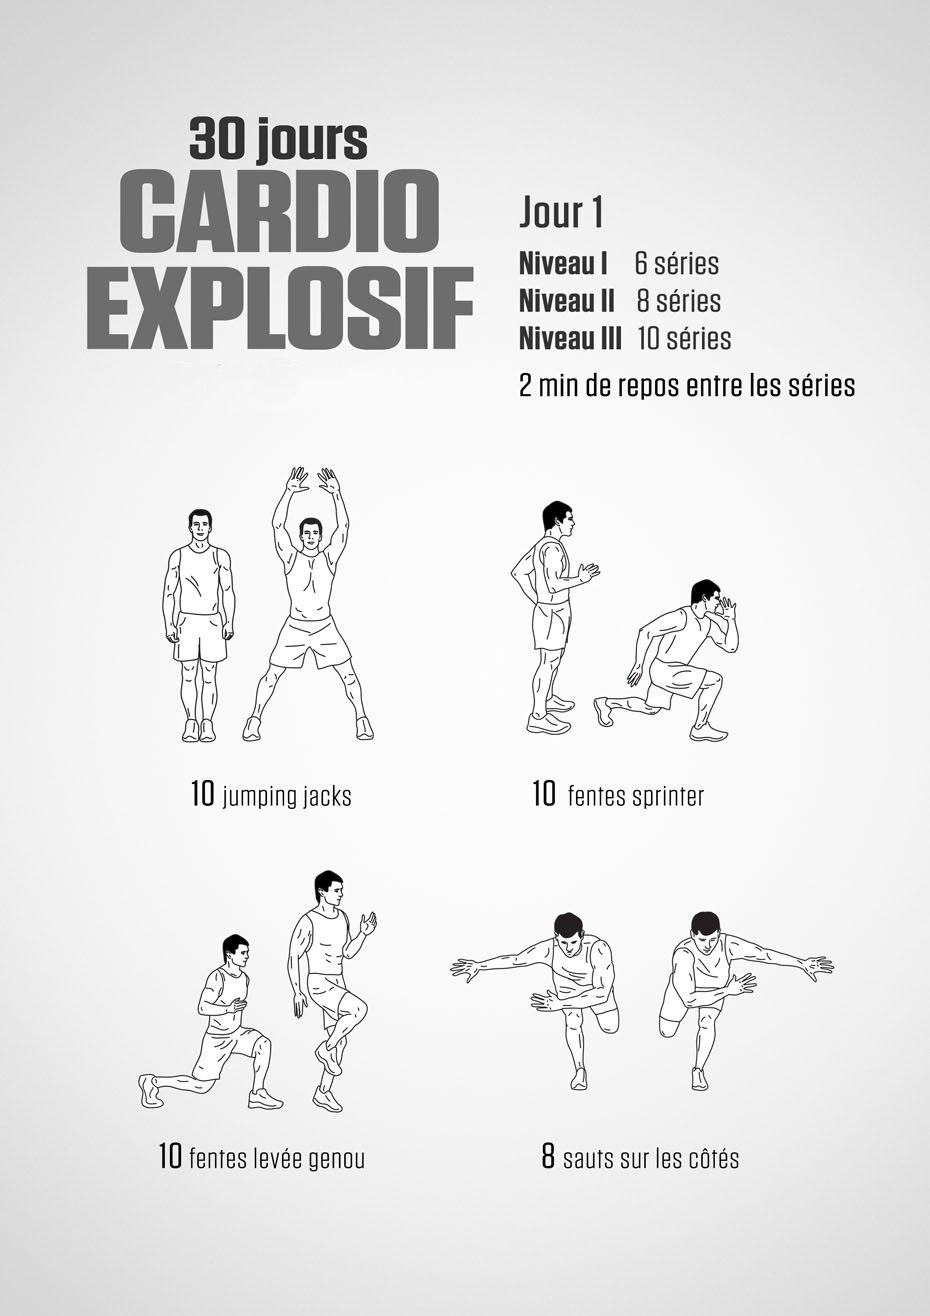 30 jours
CARDIO
EXPLOSIF
Jour 1
Niveau I 6 séries
Niveau II 8 séries
Niveau III 10 séries
2 min de repos entre les séries
10 jumping jacks
10 fentes sprinter
10 fentes levée genou
8 sauts sur les côtés